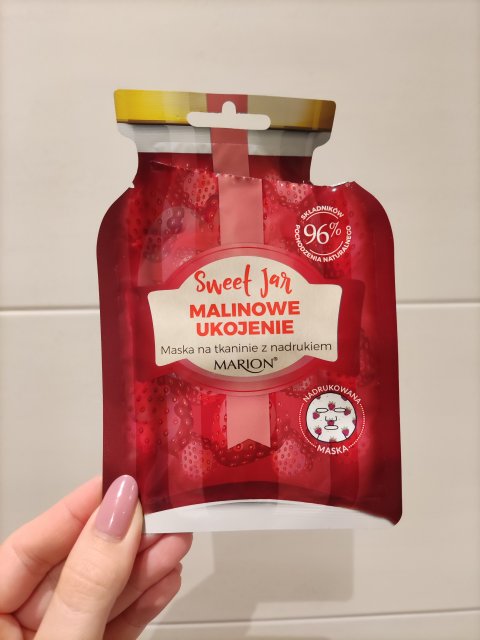 SKŁADNIKÓW
96%
POCHODZENIA NATURALNEGO
Sweet Jar
MALINOWE
UKOJENIE
Maska na tkaninie z nadrukiem
MARION®
NADRUKOWANA
MASKA